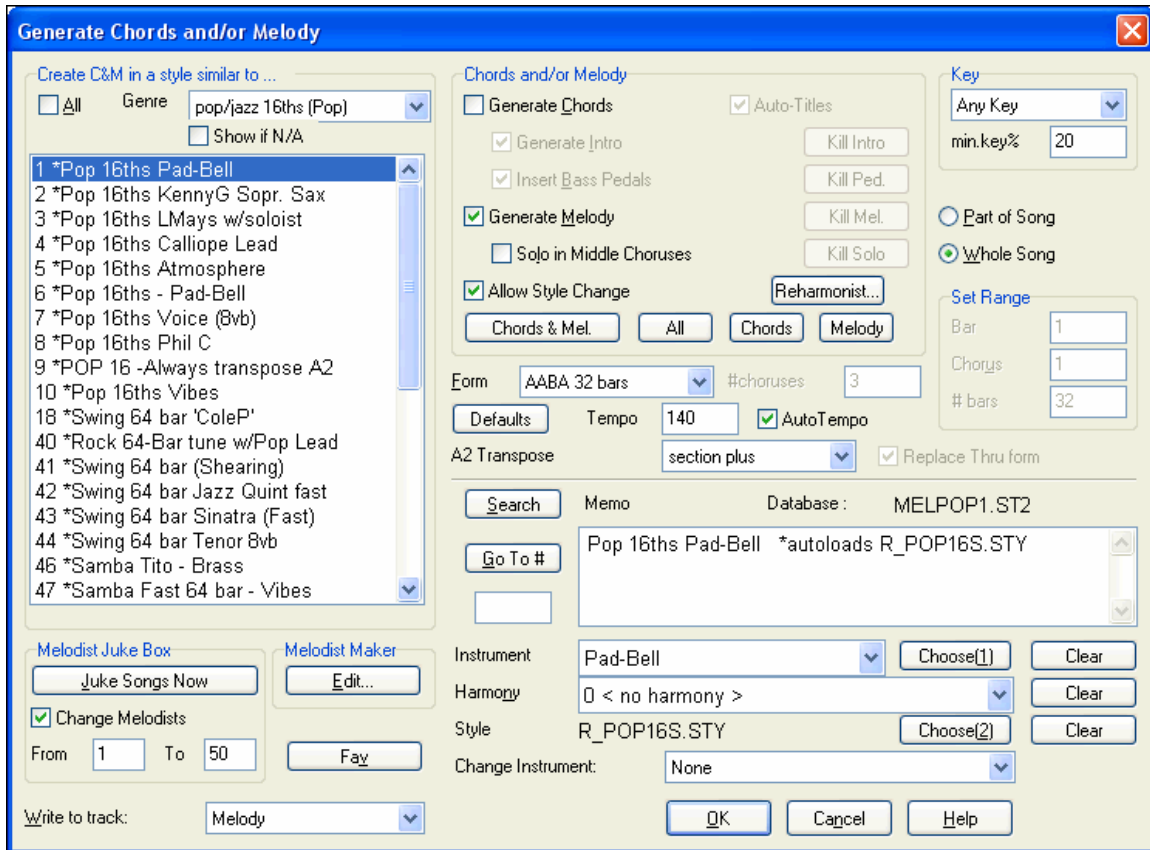 Generate Chords and/or Melody
Create C&M in a style similar to ...
All Genre pop/jazz 16ths (Pop)
Show if N/A
1 *Pop 16ths Pad-Bell
2 *Pop 16ths KennyG Sopr. Sax
3 *Pop 16ths LMays w/soloist
4 *Pop 16ths Calliope Lead
5 *Pop 16ths Atmosphere
6 *Pop 16ths - Pad-Bell
7 *Pop 16ths Voice (8vb)
8 *Pop 16ths Phil C
9 *POP 16 -Always transpose A2
10 *Pop 16ths Vibes
18 *Swing 64 bar 'ColeP'
40 *Rock 64-Bar tune w/Pop Lead
41 *Swing 64 bar (Shearing)
42 *Swing 64 bar Jazz Quint fast
43 *Swing 64 bar Sinatra (Fast)
44 *Swing 64 bar Tenor 8vb
46 *Samba Tito - Brass
47 *Samba Fast 64 bar - Vibes
Melodist Juke Box
Juke Songs Now
Change Melodists
From 1 To 50
Melodist Maker
Edit...
Fav
Write to track: Melody
Chords and/or Melody
Generate Chords Auto-Titles
Generate Intro Kill Intro
Insert Bass Pedals Kill Ped.
Generate Melody Kill Mel.
Solo in Middle Choruses Kill Solo
Allow Style Change Reharmonist...
Chords & Mel. All Chords Melody
Key
Any Key
min.key% 20
Part of Song
Whole Song
Set Range
Bar 1
Chorus 1
# bars 32
Form AABA 32 bars #choruses 3
Defaults Tempo 140 AutoTempo
A2 Transpose section plus Replace Thru form
Search Memo Database : MELPOP1.ST2
Go To #
Pop 16ths Pad-Bell *autoloads R_POP16S.STY
Instrument Pad-Bell Choose(1) Clear
Harmony 0 < no harmony > Clear
Style R_POP16S.STY Choose(2) Clear
Change Instrument: None
OK Cancel Help